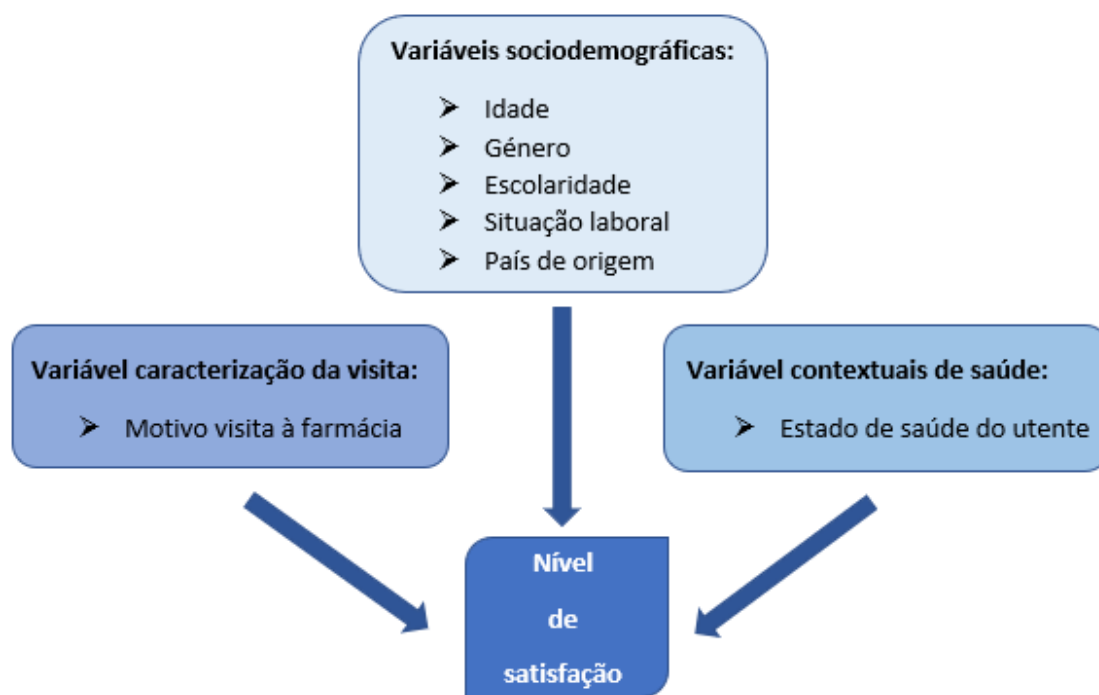 Variáveis sociodemográficas:
➤ Idade
➤ Género
➤ Escolaridade
➤ Situação laboral
➤ País de origem
Variável caracterização da visita:
➤ Motivo visita à farmácia
Variável contextuais de saúde:
➤ Estado de saúde do utente
Nível
de
satisfação